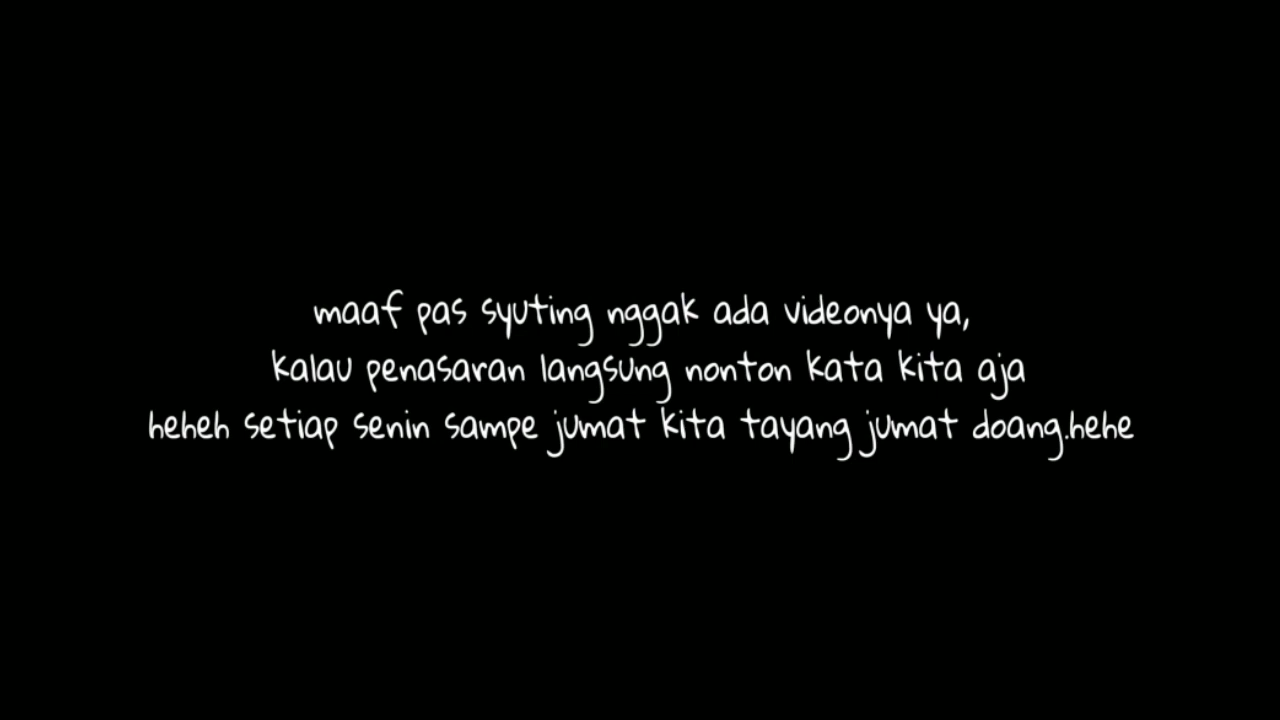 maaf pas syuting nggak ada videonya ya,
kalau penasaran langsung nonton kata kita aja
heheh setiap senin sampe jumat kita tayang jumat doang.hehe